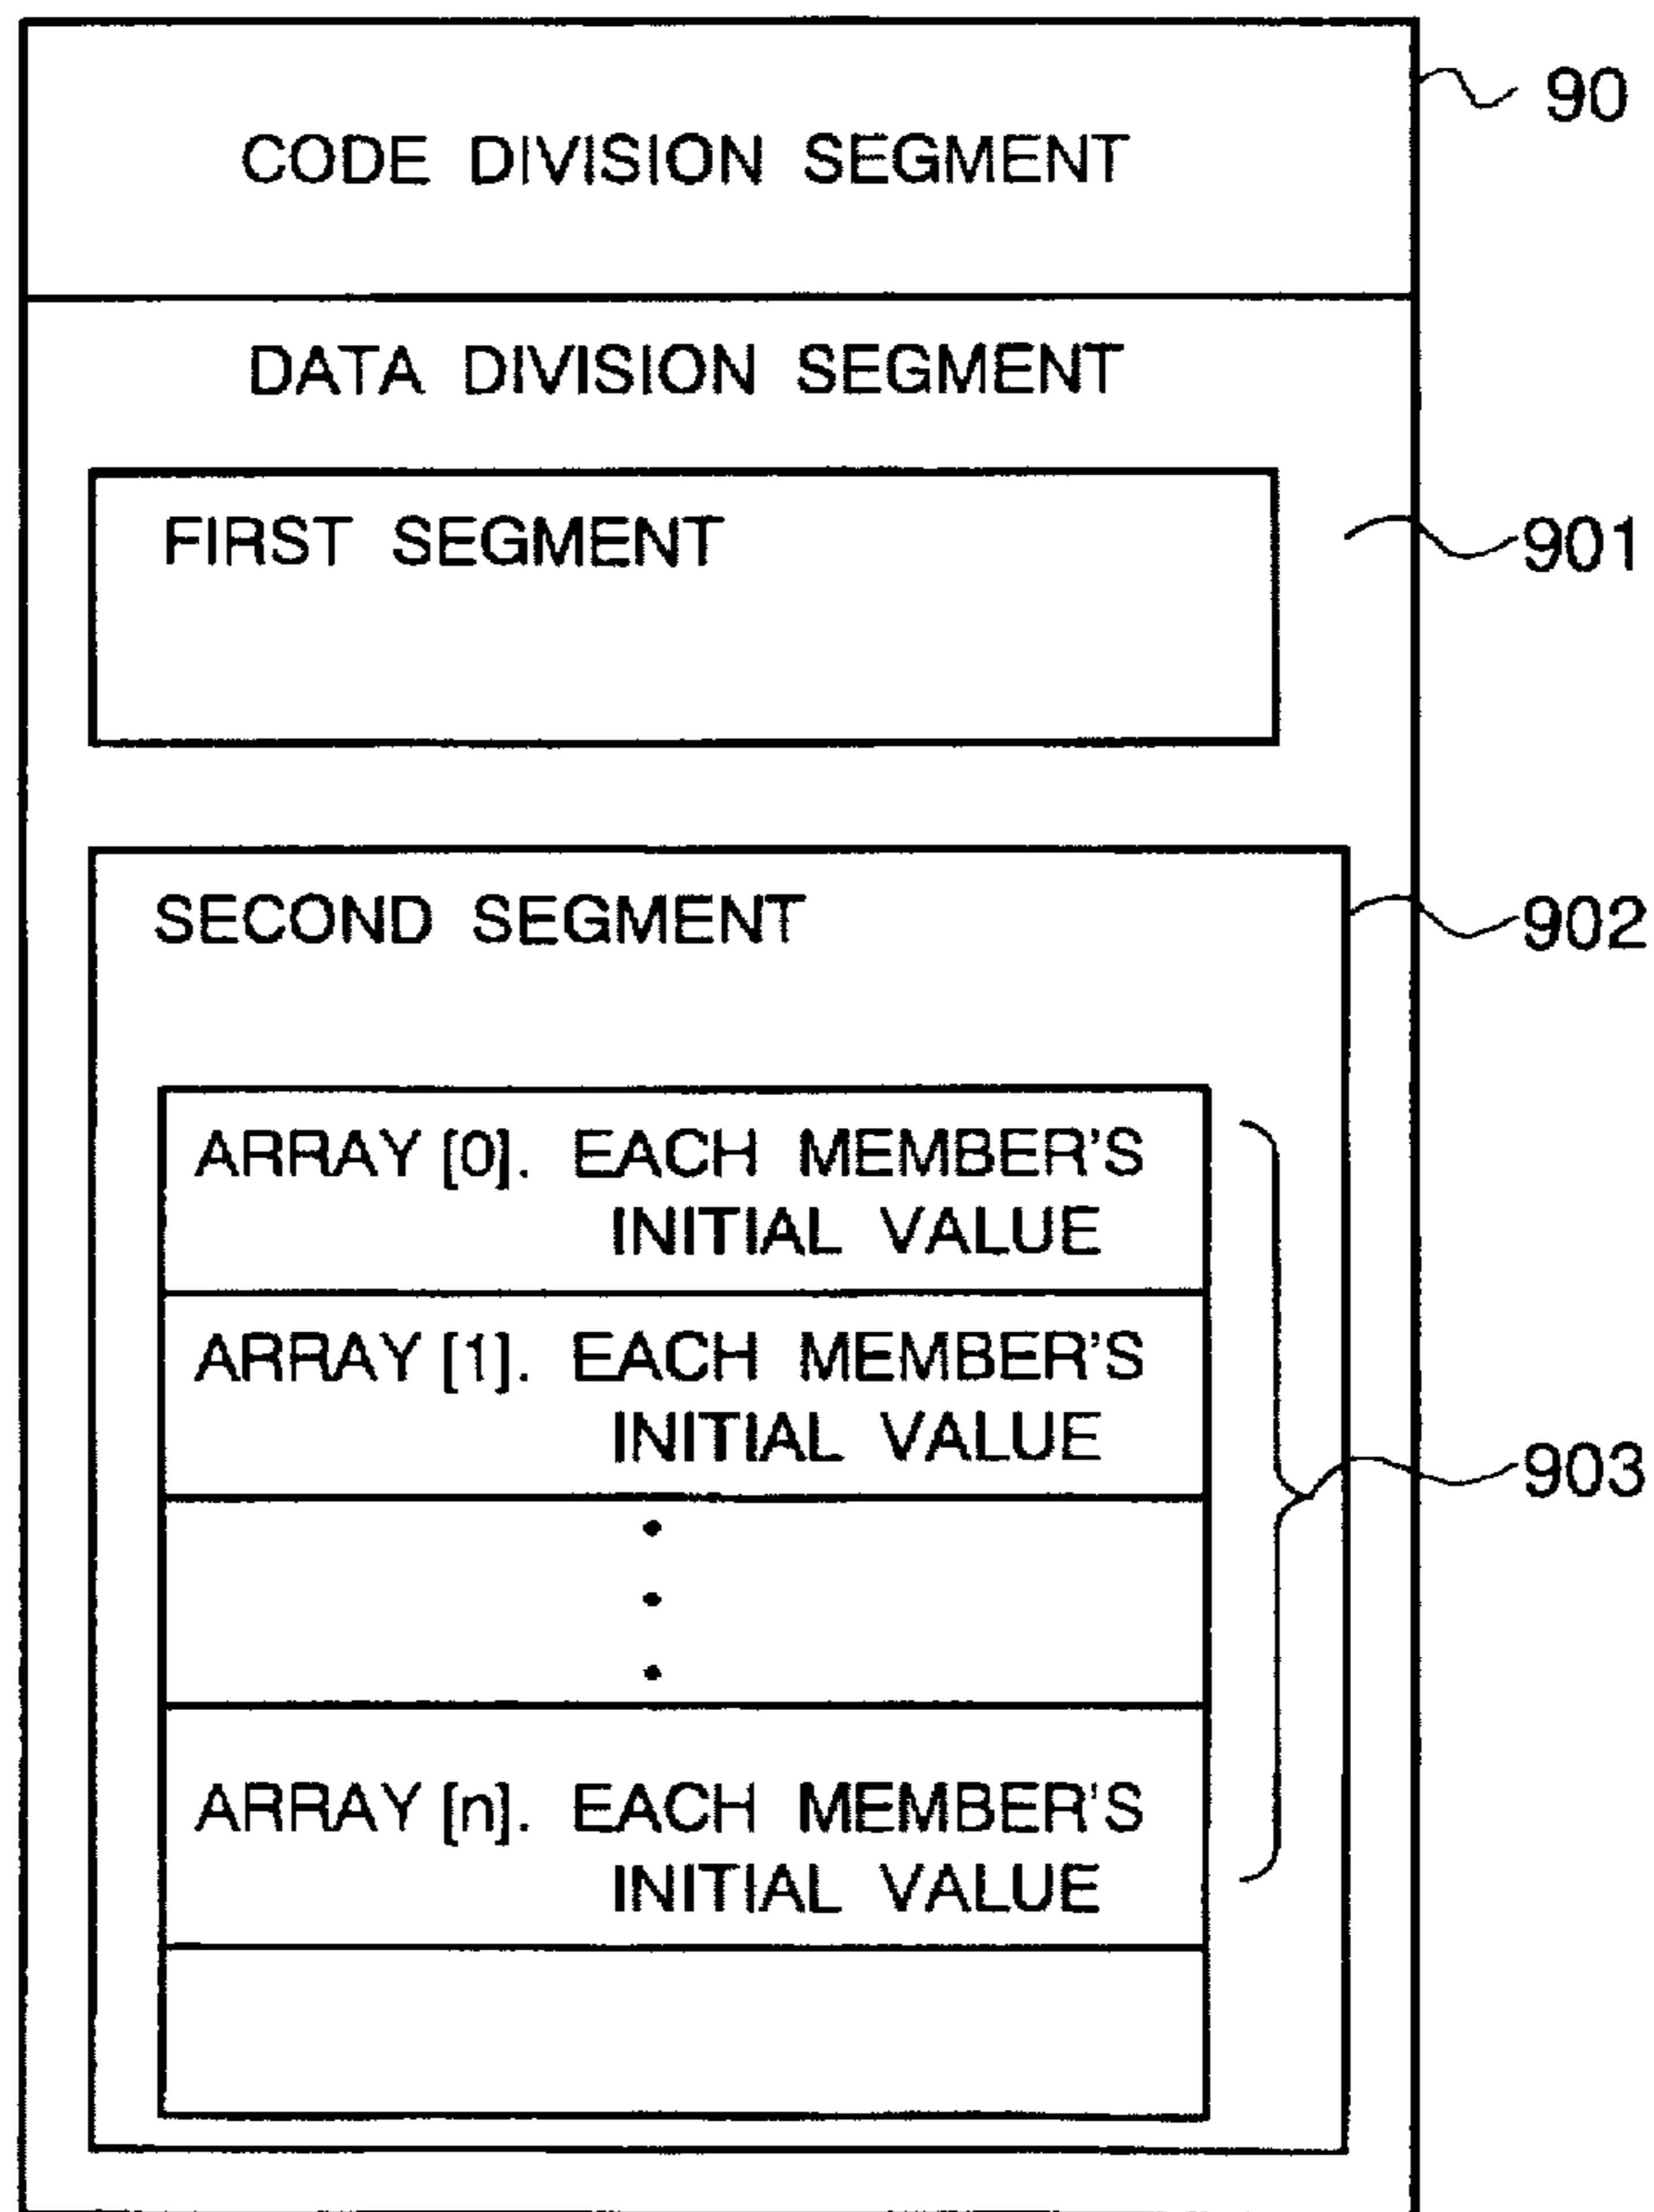 90
CODE DIVISION SEGMENT
DATA DIVISION SEGMENT
FIRST SEGMENT
901
SECOND SEGMENT
902
ARRAY [0]. EACH MEMBER'S
INITIAL VALUE
ARRAY [1]. EACH MEMBER'S
INITIAL VALUE
903
ARRAY [n]. EACH MEMBER'S
INITIAL VALUE